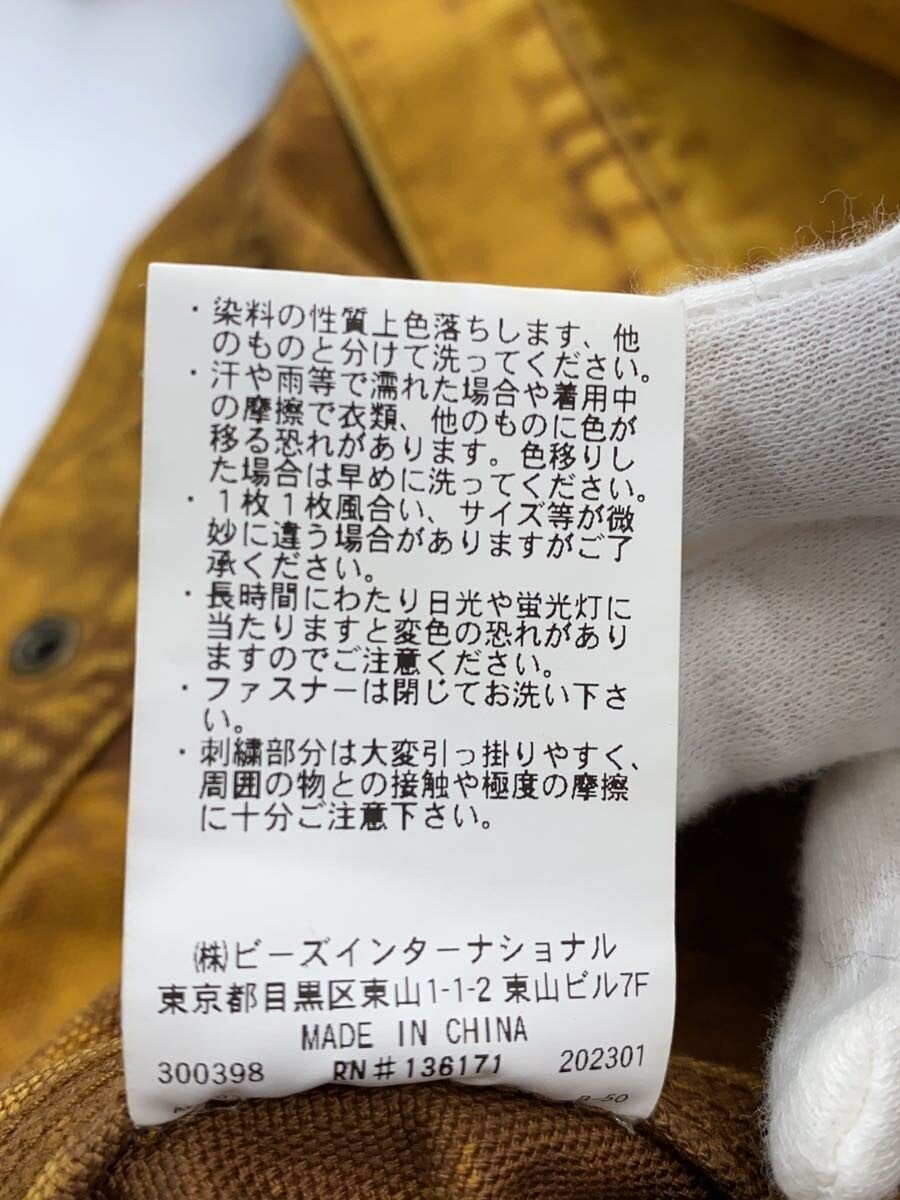 ・染料の性質上色落ちします、他
のものと分けて洗ってください。
・汗や雨等で濡れた場合や着用中
の摩擦で衣類、他のものに色が
移る恐れがあります。色移りし
た場合は早めに洗ってください。
・1枚1枚風合い、サイズ等が微
妙に違う場合がありますがご了
承ください。
・長時間にわたり日光や蛍光灯に
当たりますと変色の恐れがあり
ますのでご注意ください。
・ファスナーは閉じてお洗い下さ
い。
・刺繍部分は大変引っ掛りやすく、
周囲の物との接触や極度の摩擦
に十分ご注意下さい。
㈱ビーズインターナショナル
東京都目黒区東山1-1-2 東山ビル7F
MADE IN CHINA
300398 RN#136171 202301